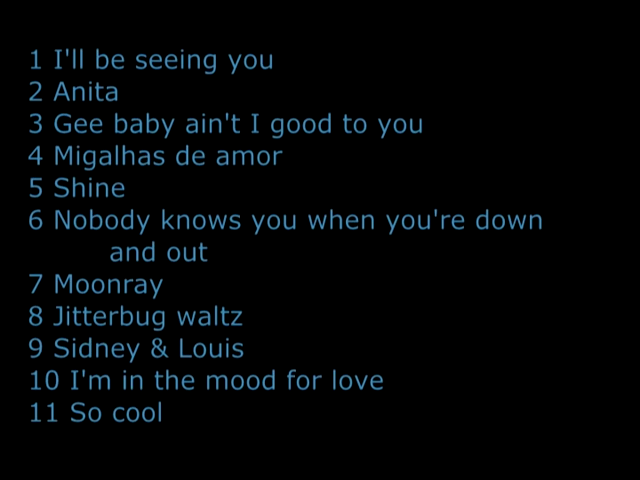 1 I'll be seeing you
2 Anita
3 Gee baby ain't I good to you
4 Migalhas de amor
5 Shine
6 Nobody knows you when you're down
and out
7 Moonray
8 Jitterbug waltz
9 Sidney & Louis
10 I'm in the mood for love
11 So cool